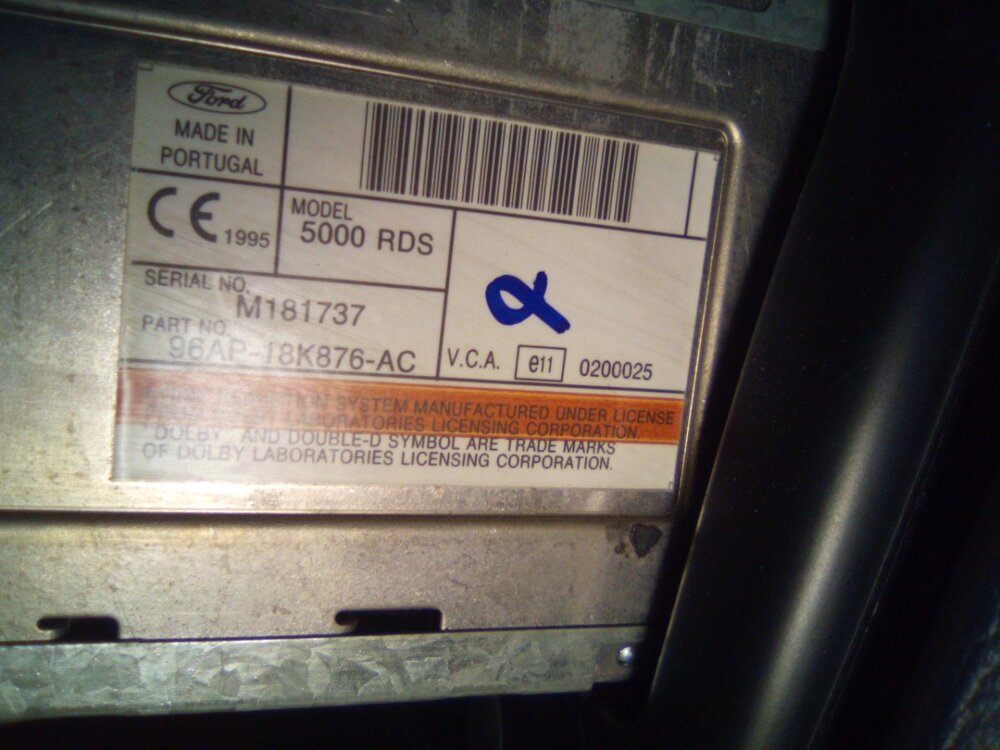 Ford
MADE IN
PORTUGAL
CE 1995
MODEL
5000 RDS
SERIAL NO.
M181737
PART NO.
96AP-18K876-AC
α
V.C.A. e11 0200025
SYSTEM MANUFACTURED UNDER LICENSE
LABORATORIES LICENSING CORPORATION.
DOLBY AND DOUBLE-D SYMBOL ARE TRADE MARKS
OF DOLBY LABORATORIES LICENSING CORPORATION.